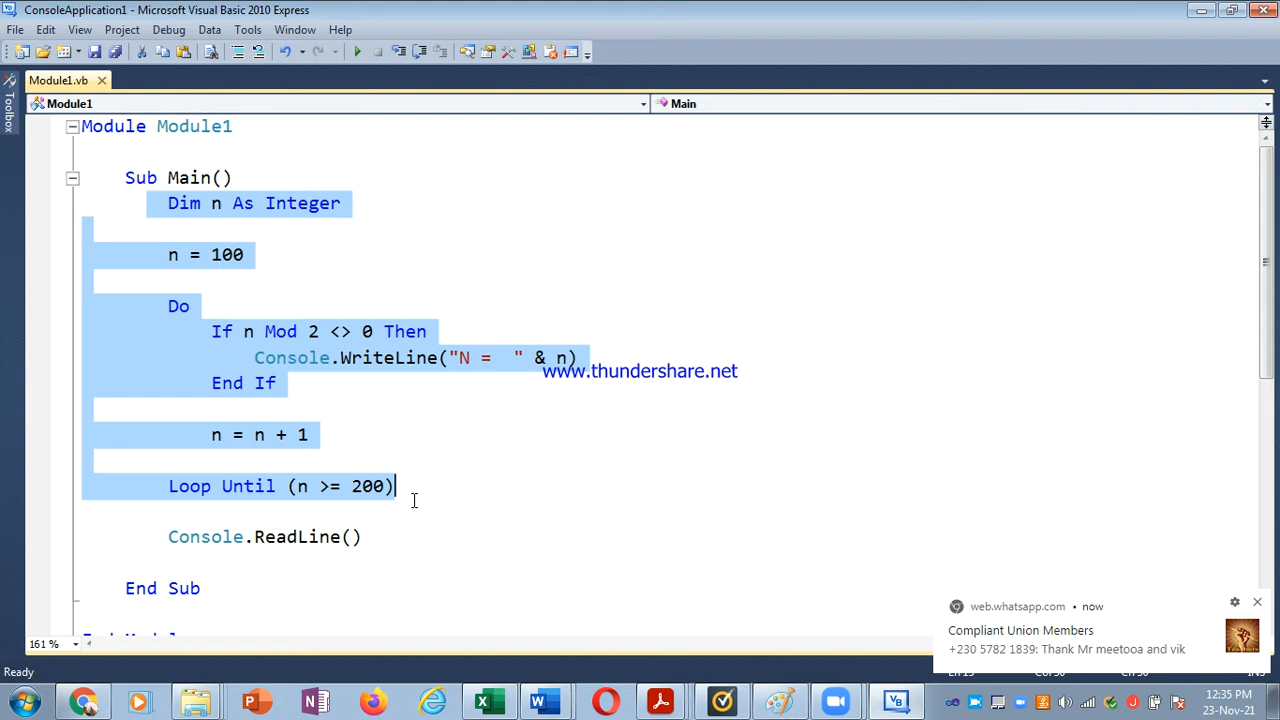 ConsoleApplication1 - Microsoft Visual Basic 2010 Express
File Edit View Project Debug Data Tools Window Help
Module1.vb
Toolbox
Module1 Main
Module Module1
Sub Main()
Dim n As Integer
n = 100
Do
If n Mod 2 <> 0 Then
Console.WriteLine("N =  " & n)
www.thundershare.net
End If
n = n + 1
Loop Until (n >= 200)
Console.ReadLine()
End Sub
161 %
web.whatsapp.com • now
Compliant Union Members
+230 5782 1839: Thank Mr meetooa and vik
Ready
12:35 PM
23-Nov-21